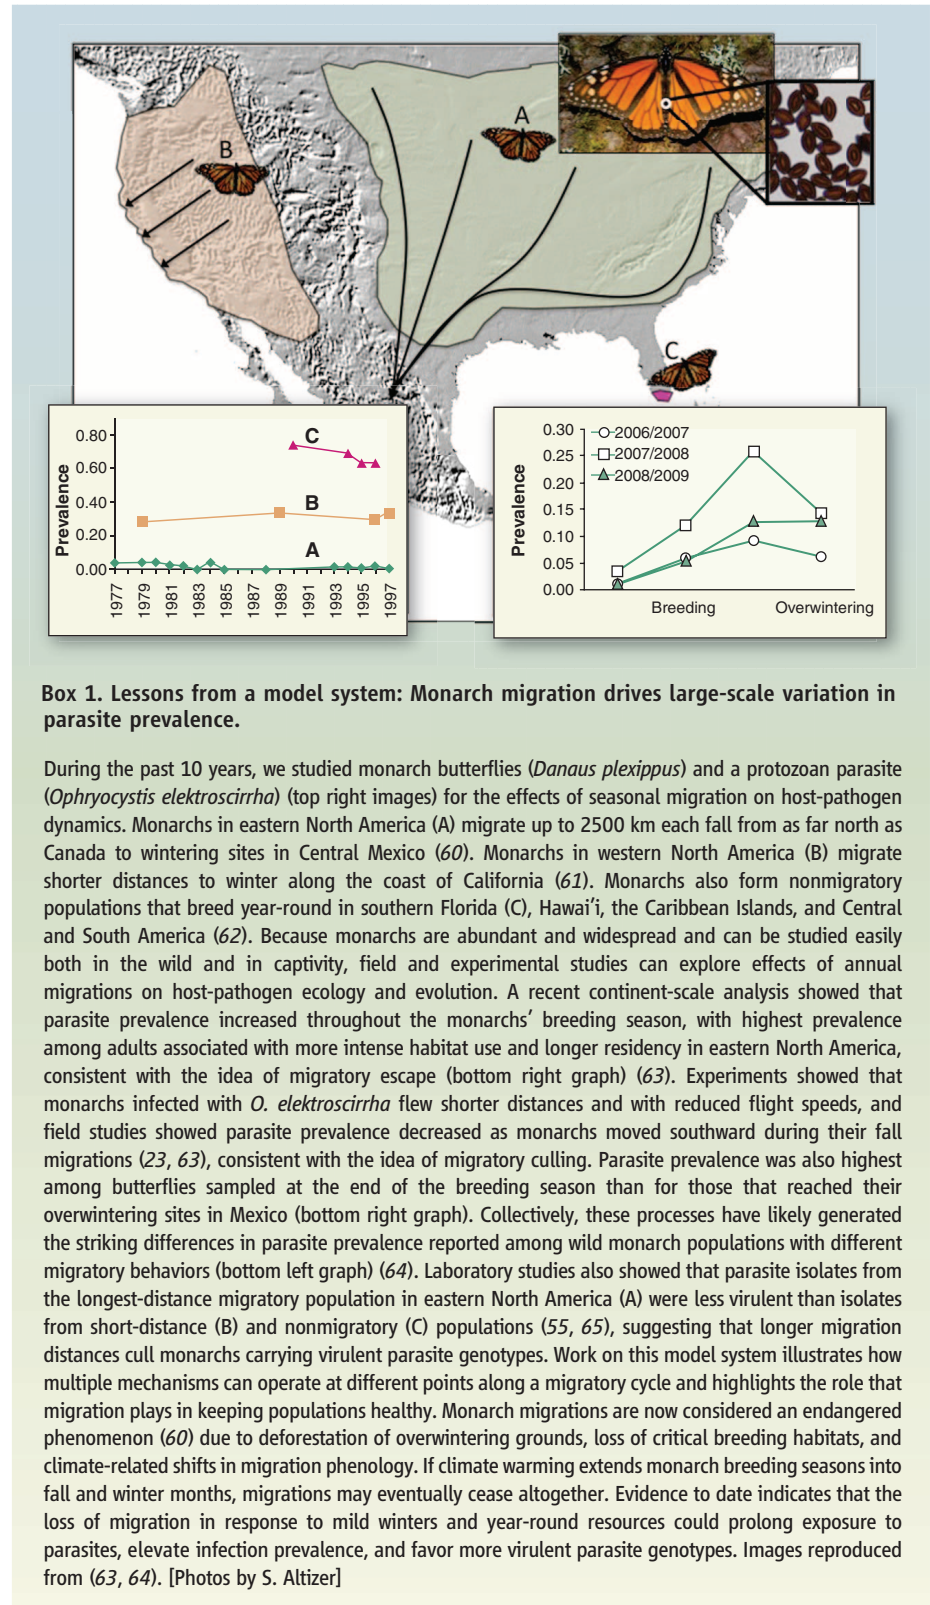 A
B
C
0.80
0.60
0.40
0.20
0.00
Prevalence
C
B
A
1977
1979
1981
1983
1985
1987
1989
1991
1993
1995
1997
0.30
0.25
0.20
0.15
0.10
0.05
0.00
Prevalence
2006/2007
2007/2008
2008/2009
Breeding
Overwintering
Box 1. Lessons from a model system: Monarch migration drives large-scale variation in
parasite prevalence.
During the past 10 years, we studied monarch butterflies (Danaus plexippus) and a protozoan parasite
(Ophryocystis elektroscirrha) (top right images) for the effects of seasonal migration on host-pathogen
dynamics. Monarchs in eastern North America (A) migrate up to 2500 km each fall from as far north as
Canada to wintering sites in Central Mexico (60). Monarchs in western North America (B) migrate
shorter distances to winter along the coast of California (61). Monarchs also form nonmigratory
populations that breed year-round in southern Florida (C), Hawai'i, the Caribbean Islands, and Central
and South America (62). Because monarchs are abundant and widespread and can be studied easily
both in the wild and in captivity, field and experimental studies can explore effects of annual
migrations on host-pathogen ecology and evolution. A recent continent-scale analysis showed that
parasite prevalence increased throughout the monarchs' breeding season, with highest prevalence
among adults associated with more intense habitat use and longer residency in eastern North America,
consistent with the idea of migratory escape (bottom right graph) (63). Experiments showed that
monarchs infected with O. elektroscirrha flew shorter distances and with reduced flight speeds, and
field studies showed parasite prevalence decreased as monarchs moved southward during their fall
migrations (23, 63), consistent with the idea of migratory culling. Parasite prevalence was also highest
among butterflies sampled at the end of the breeding season than for those that reached their
overwintering sites in Mexico (bottom right graph). Collectively, these processes have likely generated
the striking differences in parasite prevalence reported among wild monarch populations with different
migratory behaviors (bottom left graph) (64). Laboratory studies also showed that parasite isolates from
the longest-distance migratory population in eastern North America (A) were less virulent than isolates
from short-distance (B) and nonmigratory (C) populations (55, 65), suggesting that longer migration
distances cull monarchs carrying virulent parasite genotypes. Work on this model system illustrates how
multiple mechanisms can operate at different points along a migratory cycle and highlights the role that
migration plays in keeping populations healthy. Monarch migrations are now considered an endangered
phenomenon (60) due to deforestation of overwintering grounds, loss of critical breeding habitats, and
climate-related shifts in migration phenology. If climate warming extends monarch breeding seasons into
fall and winter months, migrations may eventually cease altogether. Evidence to date indicates that the
loss of migration in response to mild winters and year-round resources could prolong exposure to
parasites, elevate infection prevalence, and favor more virulent parasite genotypes. Images reproduced
from (63, 64). [Photos by S. Altizer]